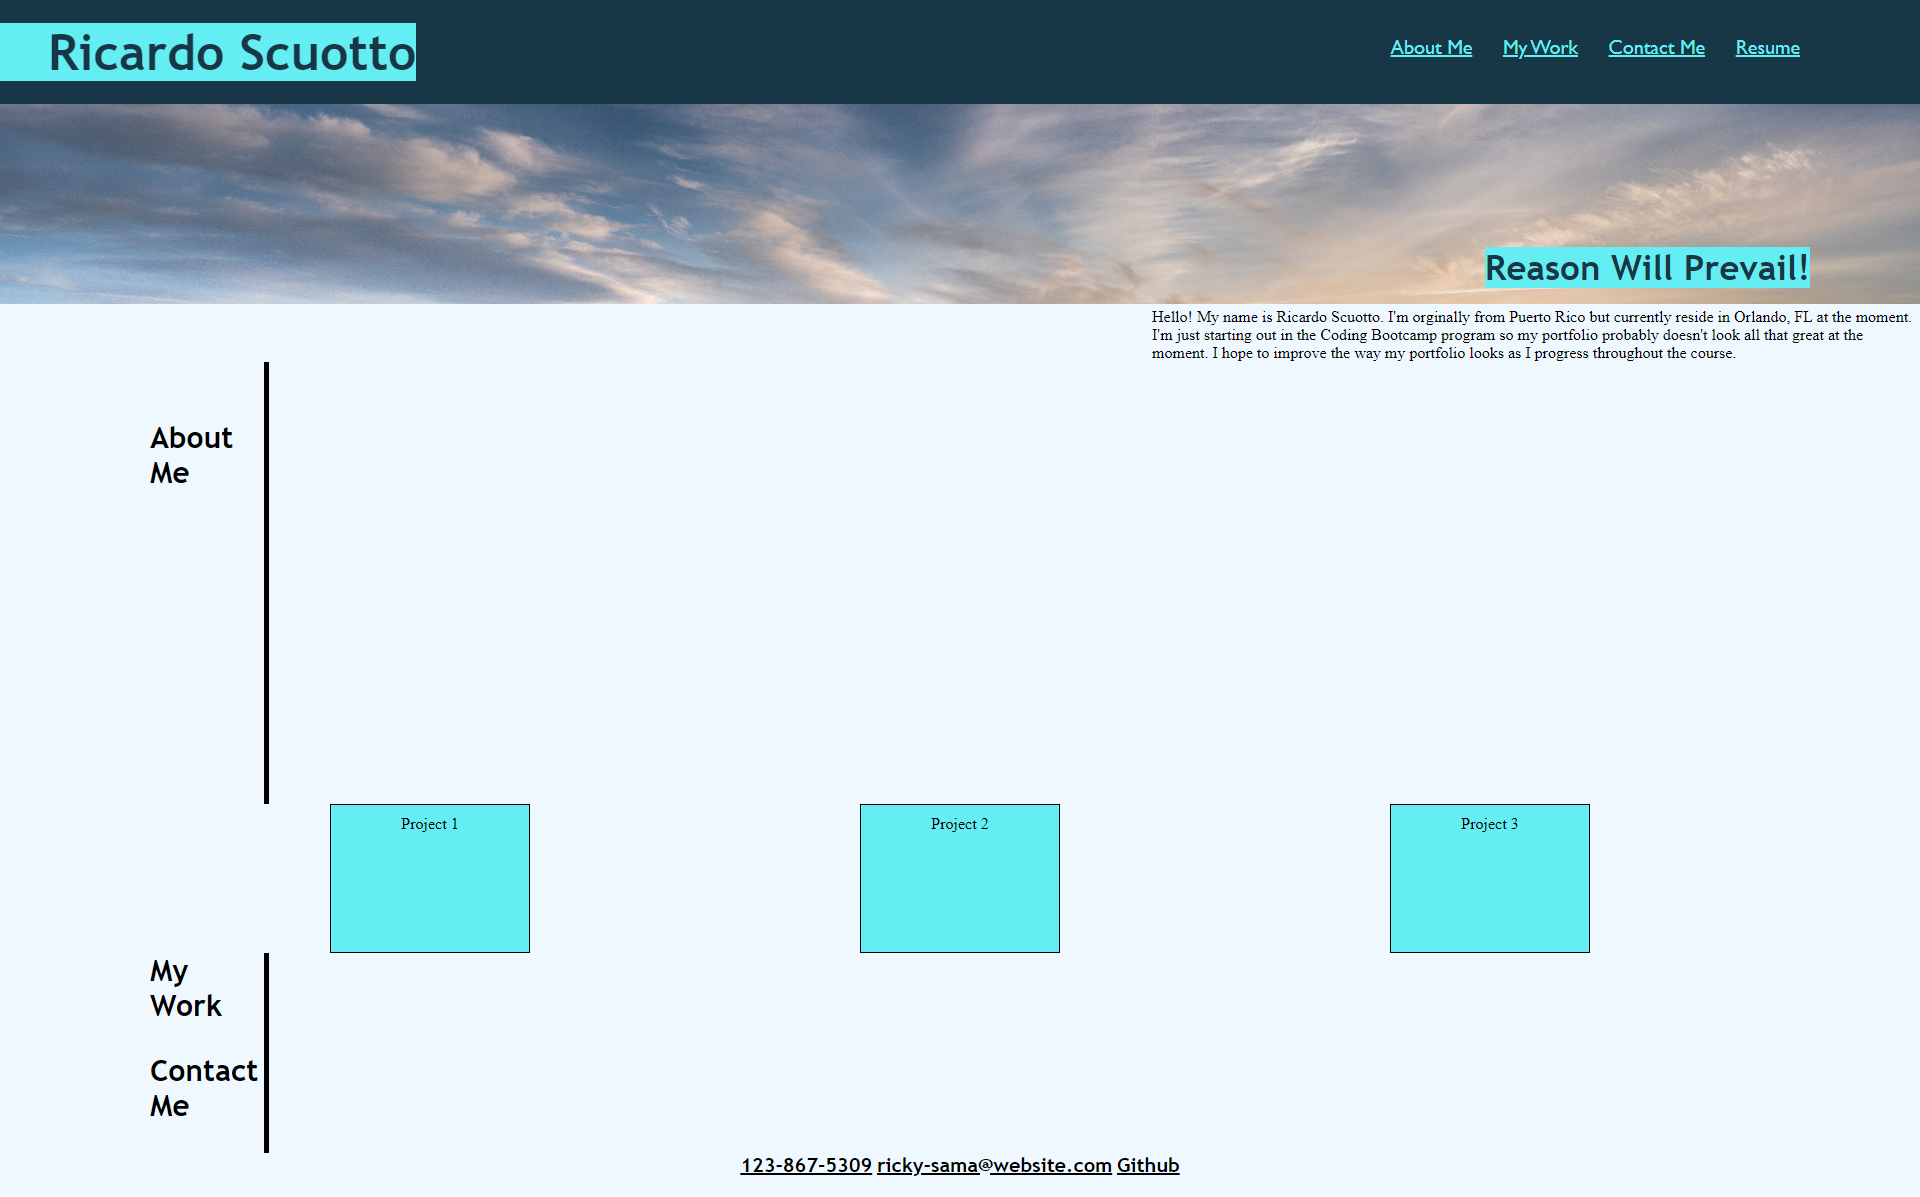 Ricardo Scuotto
About Me My Work Contact Me Resume
Reason Will Prevail!
Hello! My name is Ricardo Scuotto. I'm orginally from Puerto Rico but currently reside in Orlando, FL at the moment.
I'm just starting out in the Coding Bootcamp program so my portfolio probably doesn't look all that great at the
moment. I hope to improve the way my portfolio looks as I progress throughout the course.
About
Me
Project 1
Project 2
Project 3
My
Work
Contact
Me
123-867-5309 ricky-sama@website.com Github